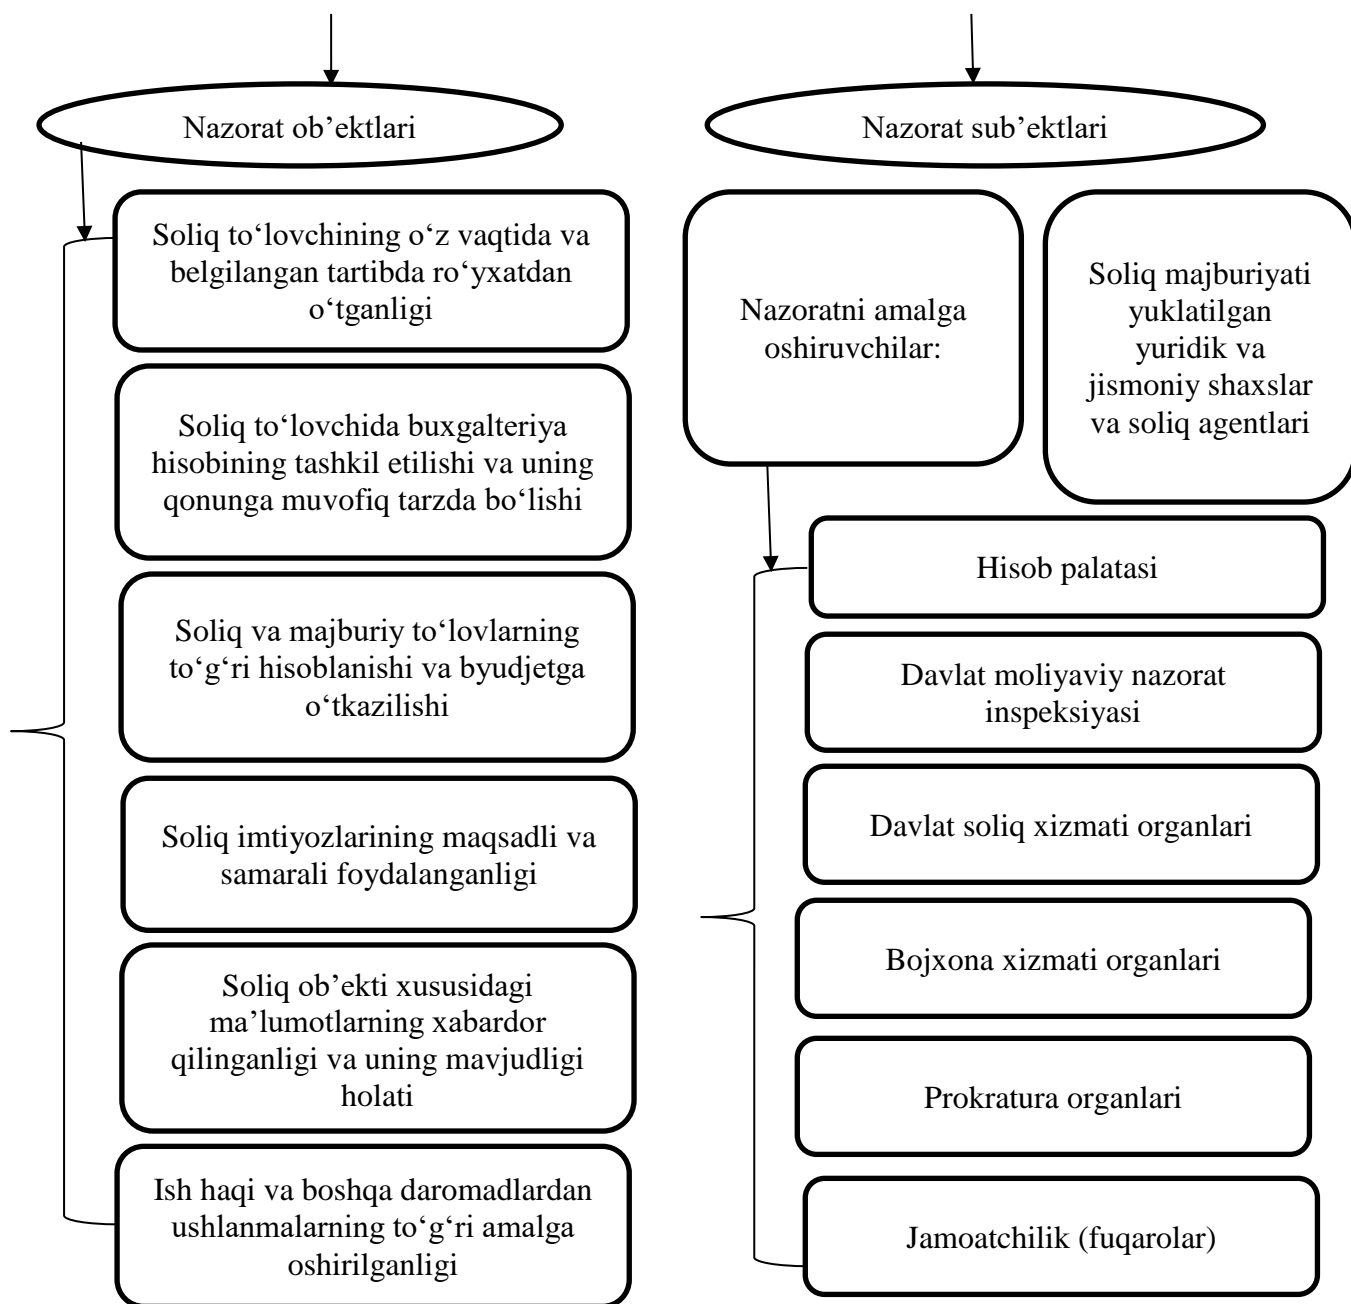 Nazorat ob’ektlari
Soliq to‘lovchining o‘z vaqtida va
belgilangan tartibda ro‘yxatdan
o‘tganligi
Soliq to‘lovchida buxgalteriya
hisobining tashkil etilishi va uning
qonunga muvofiq tarzda bo‘lishi
Soliq va majburiy to‘lovlarning
to‘g‘ri hisoblanishi va byudjetga
o‘tkazilishi
Soliq imtiyozlarining maqsadli va
samarali foydalanganligi
Soliq ob’ekti xususidagi
ma’lumotlarning xabardor
qilinganligi va uning mavjudligi
holati
Ish haqi va boshqa daromadlardan
ushlanmalarning to‘g‘ri amalga
oshirilganligi
Nazorat sub’ektlari
Nazoratni amalga
oshiruvchilar:
Soliq majburiyati
yuklatilgan
yuridik va
jismoniy shaxslar
va soliq agentlari
Hisob palatasi
Davlat moliyaviy nazorat
inspeksiyasi
Davlat soliq xizmati organlari
Bojxona xizmati organlari
Prokratura organlari
Jamoatchilik (fuqarolar)